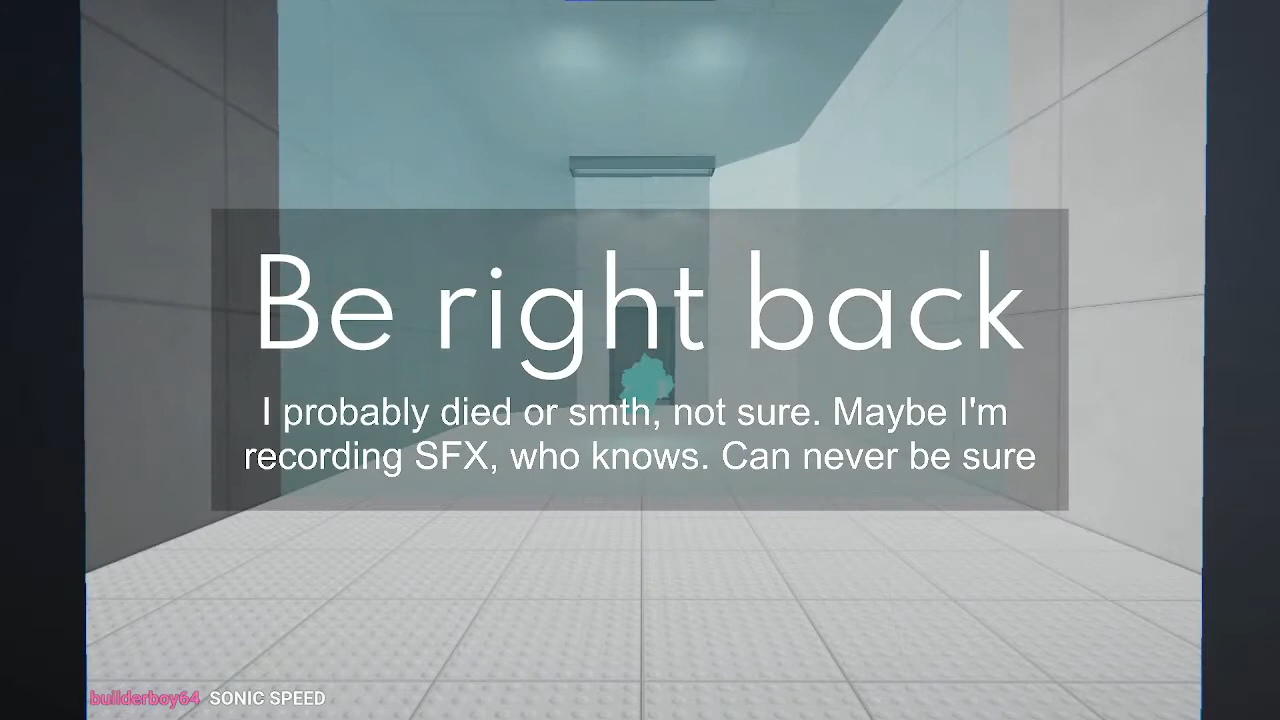 Be right back
I probably died or smth, not sure. Maybe I'm
recording SFX, who knows. Can never be sure
builderboy64 SONIC SPEED